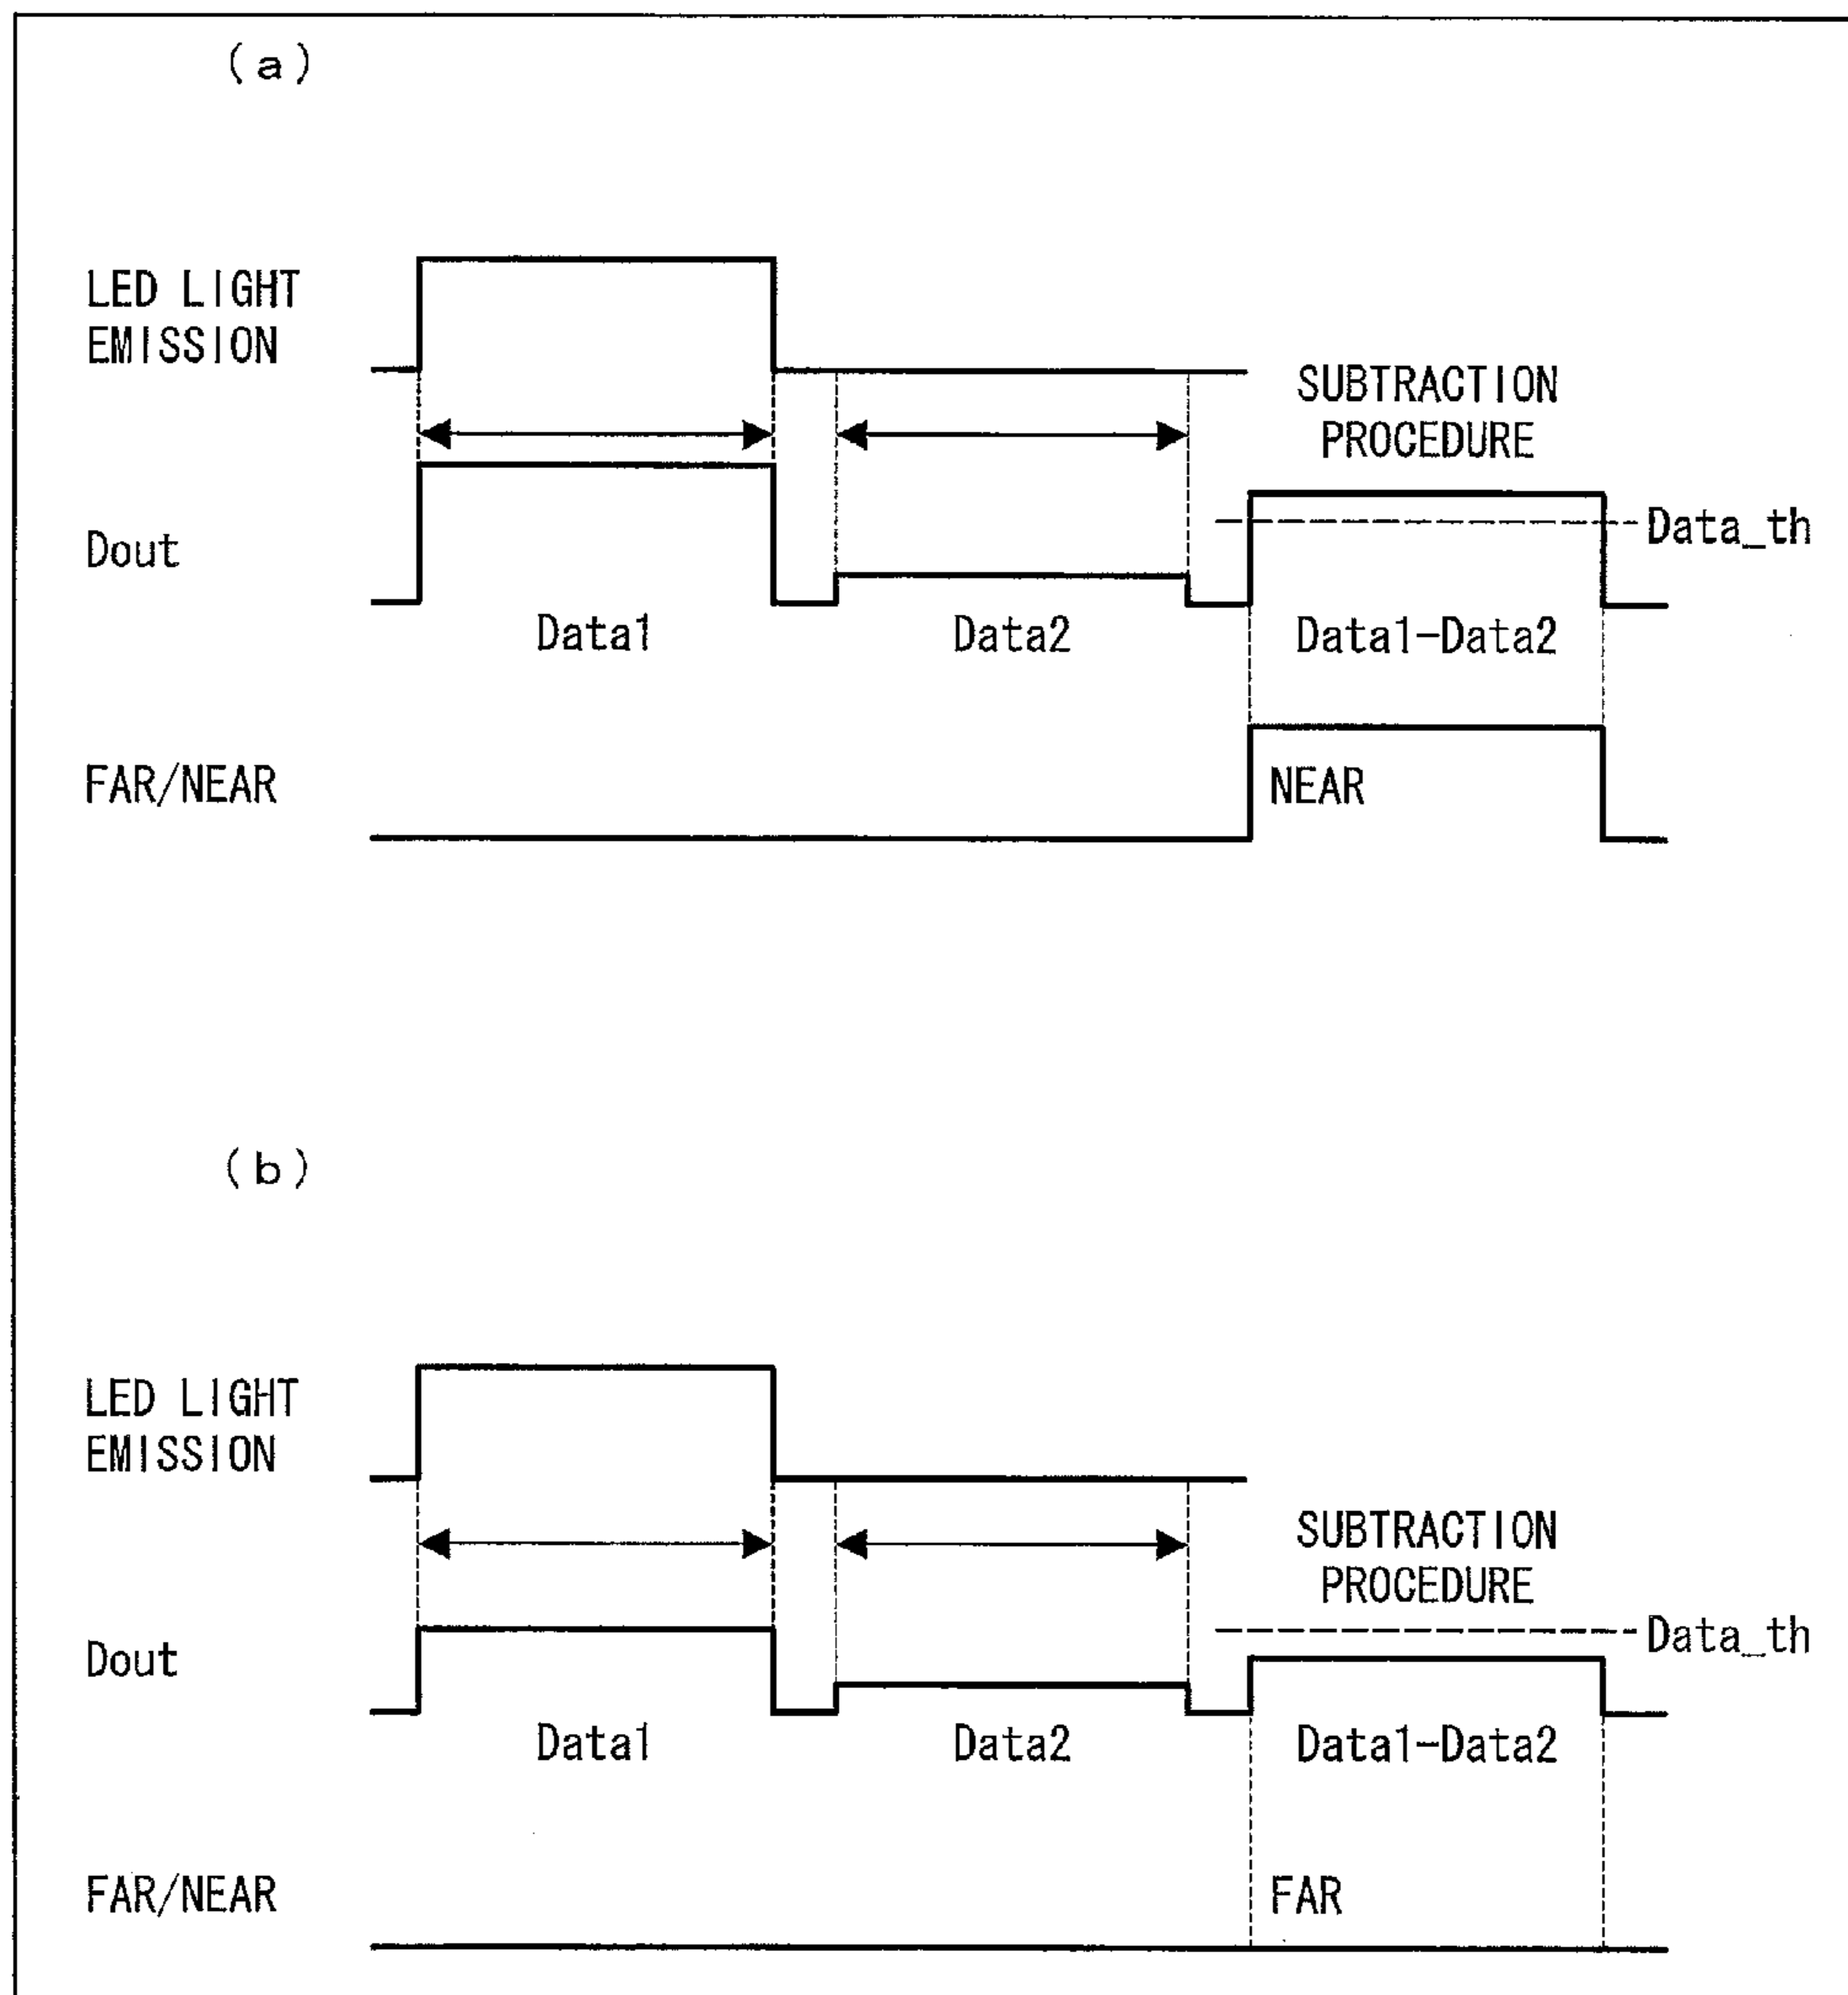 (a)
LED LIGHT
EMISSION
SUBTRACTION
PROCEDURE
Data_th
Dout
Data1
Data2
Data1-Data2
FAR/NEAR
NEAR
(b)
LED LIGHT
EMISSION
SUBTRACTION
PROCEDURE
Data_th
Dout
Data1
Data2
Data1-Data2
FAR/NEAR
FAR